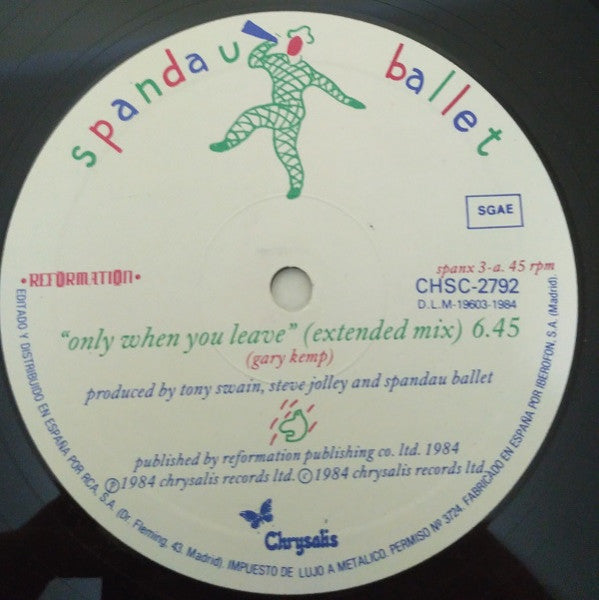 spandau ballet
SGAE
•REFORMATION•
spanx 3-a. 45 rpm
CHSC-2792
D.L.M-19603-1984
"only when you leave" (extended mix) 6.45
(gary kemp)
produced by tony swain, steve jolley and spandau ballet
published by reformation publishing co. ltd. 1984
Ⓟ1984 chrysalis records ltd. ©1984 chrysalis records ltd.
Chrysalis
EDITADO Y DISTRIBUIDO EN ESPAÑA POR RCA, S.A. (Dr. Fleming, 43. Madrid). IMPUESTO DE LUJO A METALICO. PERMISO Nº 3724. FABRICADO EN ESPAÑA POR IBEROFON, S.A. (Madrid).